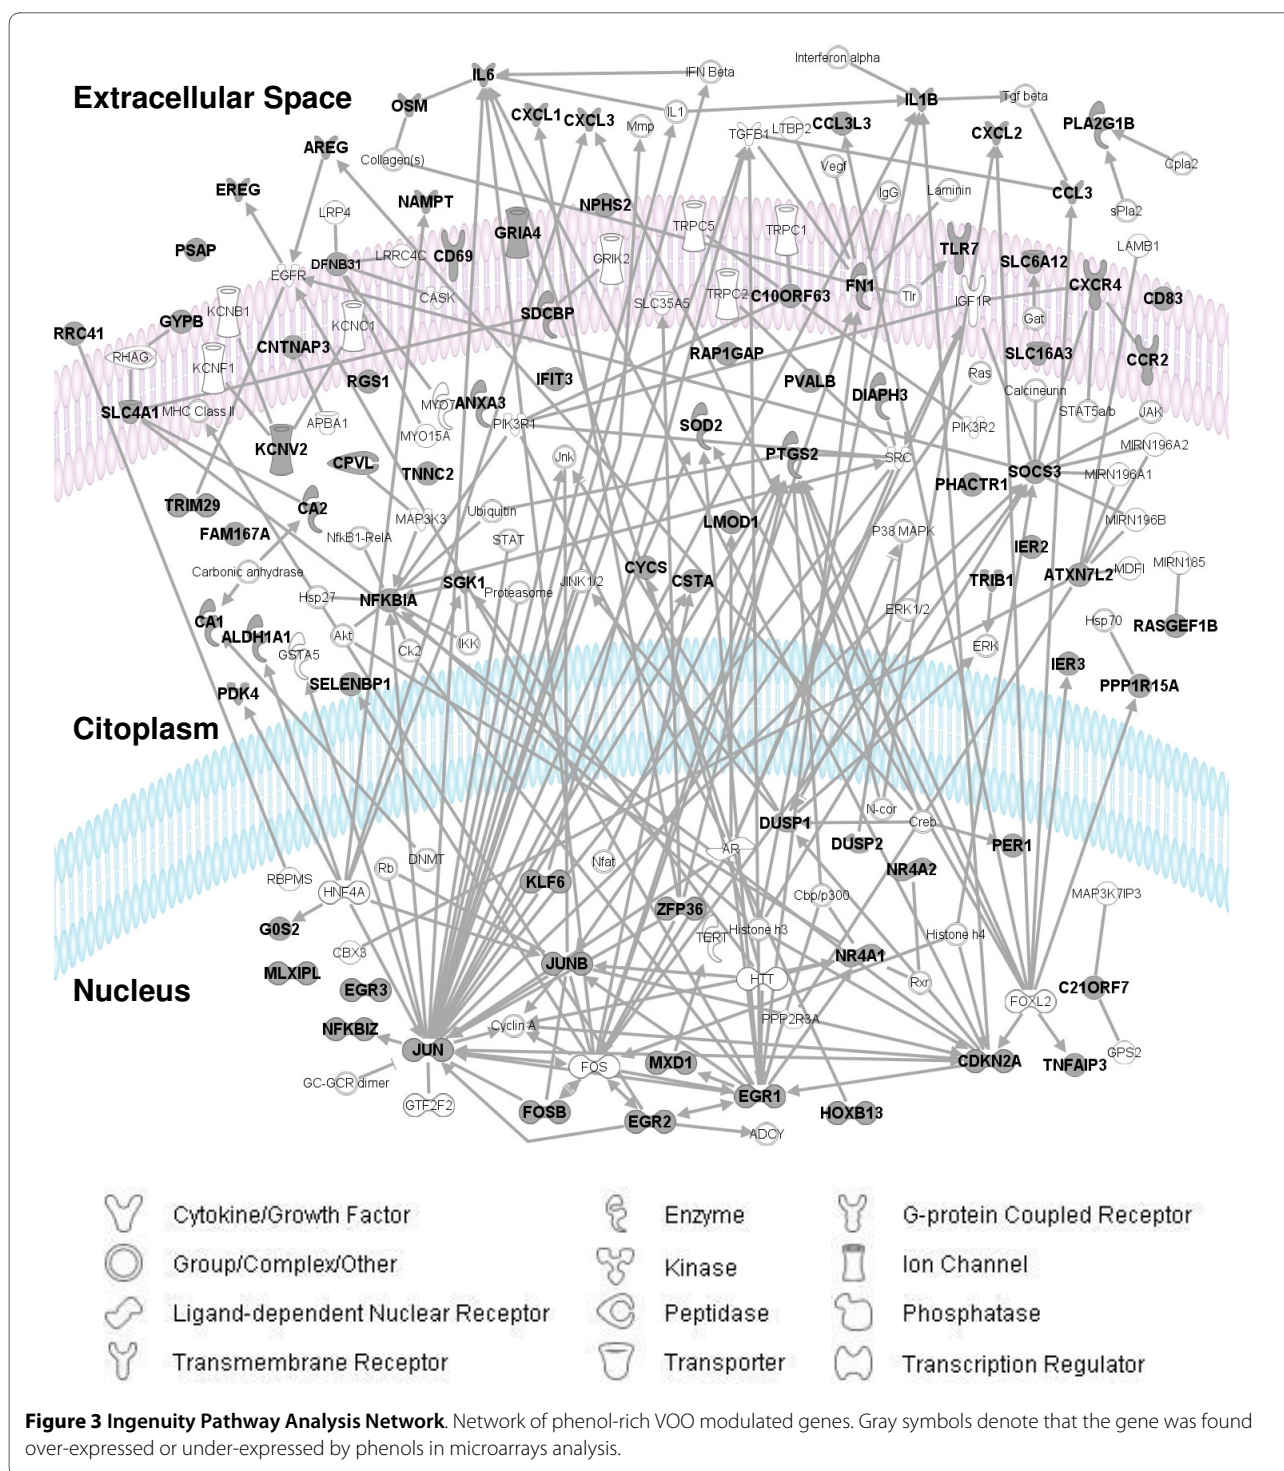 Interferon alpha
IL6
IFN Beta
Extracellular Space
OSM
CXCL1
CXCL3
IL1
IL1B
Tgf beta
Mmp
TGFB1
LTBP2
CCL3L3
CXCL2
PLA2G1B
AREG
Collagen(s)
Vegf
Cpla2
EREG
NAMPT
NPHS2
IgG
Laminin
CCL3
LRP4
GRIA4
TRPC5
TRPC1
sPla2
PSAP
DFNB31
LRRC4C
CD69
GRIK2
TLR7
SLC6A12
LAMB1
EGFR
CASK
SDCBP
SLC35A5
TRPC2
C10ORF63
FN1
Tlr
IGF1R
CXCR4
CD83
KCNB1
RRC41
GYPB
KCNC1
Gat
RHAG
CNTNAP3
RAP1GAP
SLC16A3
CCR2
KCNF1
RGS1
IFIT3
PVALB
Ras
DIAPH3
Calcineurin
SLC4A1
MHC Class II
APBA1
MYO7
ANXA3
PIK3R1
SOD2
PIK3R2
STAT5a/b
JAK
MYO15A
KCNV2
CPVL
TNNC2
Jnk
PTGS2
SRC
MIRN196A2
SOCS3
MIRN196A1
PHACTR1
TRIM29
CA2
MAP3K3
Ubiquitin
LMOD1
MIRN196B
FAM167A
NfkB1-RelA
STAT
P38 MAPK
IER2
Carbonic anhydrase
SGK1
JINK1/2
CYCS
CSTA
TRIB1
ATXN7L2
MDFI
MIRN185
Hsp27
NFKBIA
Proteasome
ERK1/2
CA1
ALDH1A1
Akt
Ck2
IKK
ERK
Hsp70
RASGEF1B
GSTA5
IER3
PDK4
SELENBP1
PPP1R15A
Citoplasm
DUSP1
N-cor
Creb
DUSP2
PER1
AR
RBPMS
HNF4A
Rb
DNMT
Nfat
KLF6
NR4A2
Cbp/p300
MAP3K7IP3
G0S2
ZFP36
TERT
Histone h3
Histone h4
CBX3
MLXIPL
JUNB
NR4A1
Nucleus
EGR3
HTT
Rxr
FOXL2
C21ORF7
NFKBIZ
Cyclin A
PPP2R3A
JUN
FOS
MXD1
CDKN2A
TNFAIP3
GPS2
GC-GCR dimer
GTF2F2
FOSB
EGR2
EGR1
HOXB13
ADCY
Cytokine/Growth Factor
Enzyme
G-protein Coupled Receptor
Group/Complex/Other
Kinase
Ion Channel
Ligand-dependent Nuclear Receptor
Peptidase
Phosphatase
Transmembrane Receptor
Transporter
Transcription Regulator
Figure 3 Ingenuity Pathway Analysis Network. Network of phenol-rich VOO modulated genes. Gray symbols denote that the gene was found
over-expressed or under-expressed by phenols in microarrays analysis.